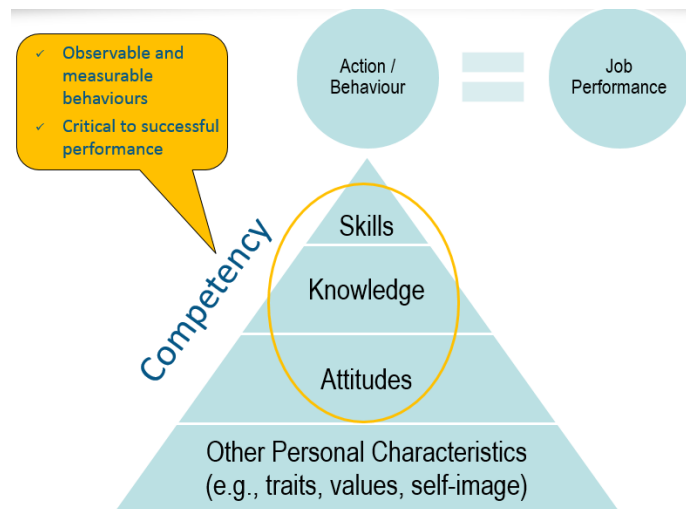 ✓ Observable and
measurable
behaviours
✓ Critical to successful
performance
Action /
Behaviour
Job
Performance
Competency
Skills
Knowledge
Attitudes
Other Personal Characteristics
(e.g., traits, values, self-image)